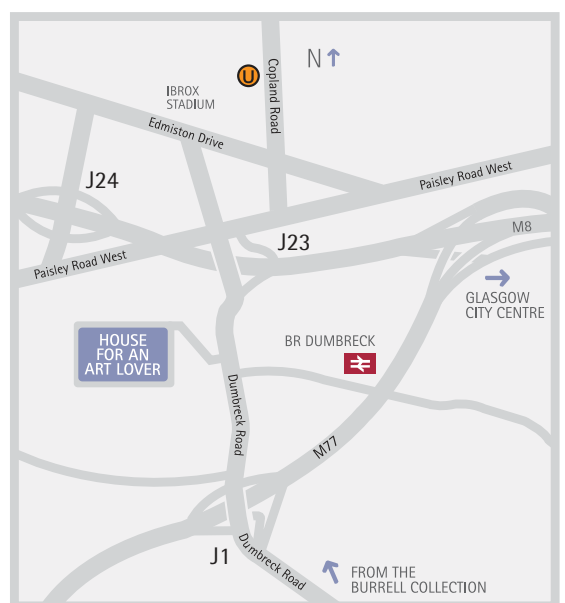 N
U
Copland Road
IBROX
STADIUM
Edmiston Drive
J24
Paisley Road West
M8
J23
Paisley Road West
GLASGOW
CITY CENTRE
HOUSE
FOR AN
ART LOVER
BR DUMBRECK
Dumbreck Road
M77
J1
Dumbreck Road
FROM THE
BURRELL COLLECTION